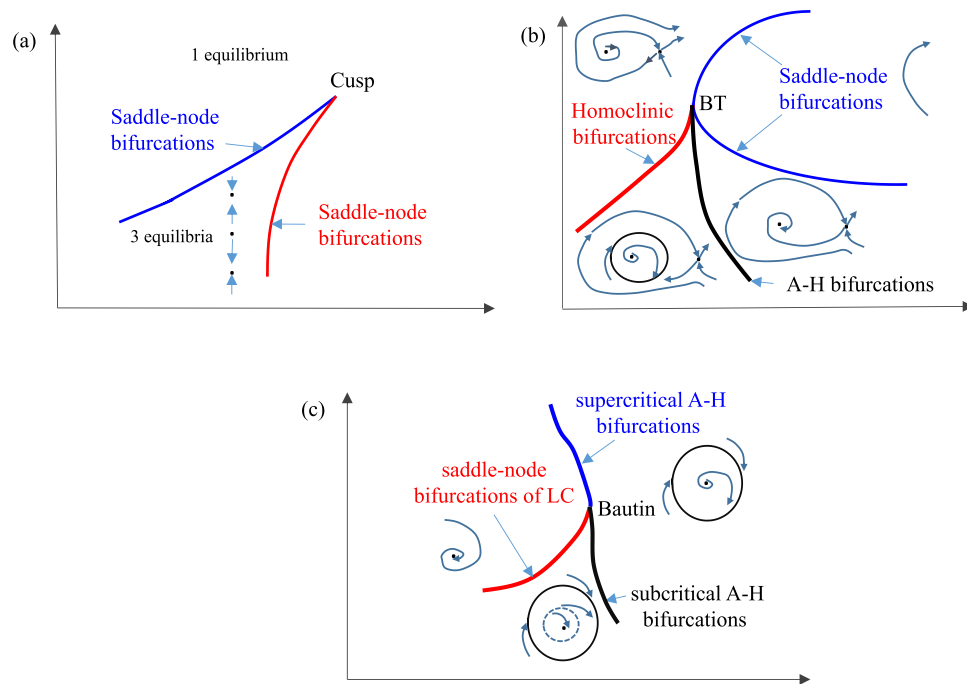 (a)
1 equilibrium
Cusp
Saddle-node
bifurcations
3 equilibria
Saddle-node
bifurcations
(b)
BT
Saddle-node
bifurcations
Homoclinic
bifurcations
A-H bifurcations
(c)
supercritical A-H
bifurcations
saddle-node
bifurcations of LC
Bautin
subcritical A-H
bifurcations